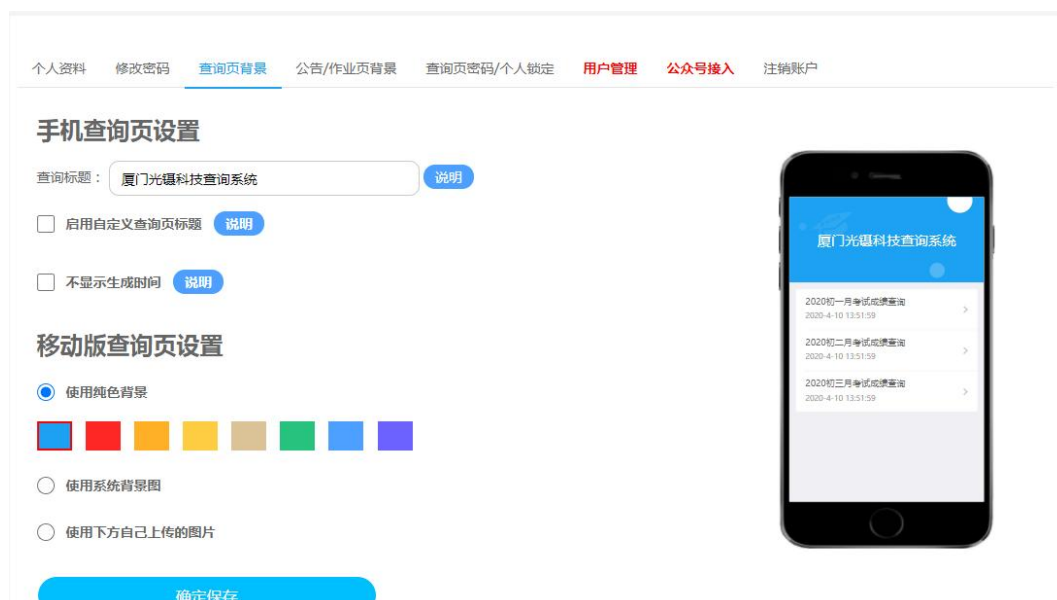 个人资料 修改密码 查询页背景 公告/作业页背景 查询页密码/个人锁定 用户管理 公众号接入 注销账户
手机查询页设置
查询标题： 厦门光镊科技查询系统 说明
启用自定义查询页标题 说明
不显示生成时间 说明
移动版查询页设置
使用纯色背景
使用系统背景图
使用下方自己上传的图片
确定保存
厦门光镊科技查询系统
2020初一月考试成绩查询
2020-4-10 13:51:59
2020初二月考试成绩查询
2020-4-10 13:51:59
2020初三月考试成绩查询
2020-4-10 13:51:59